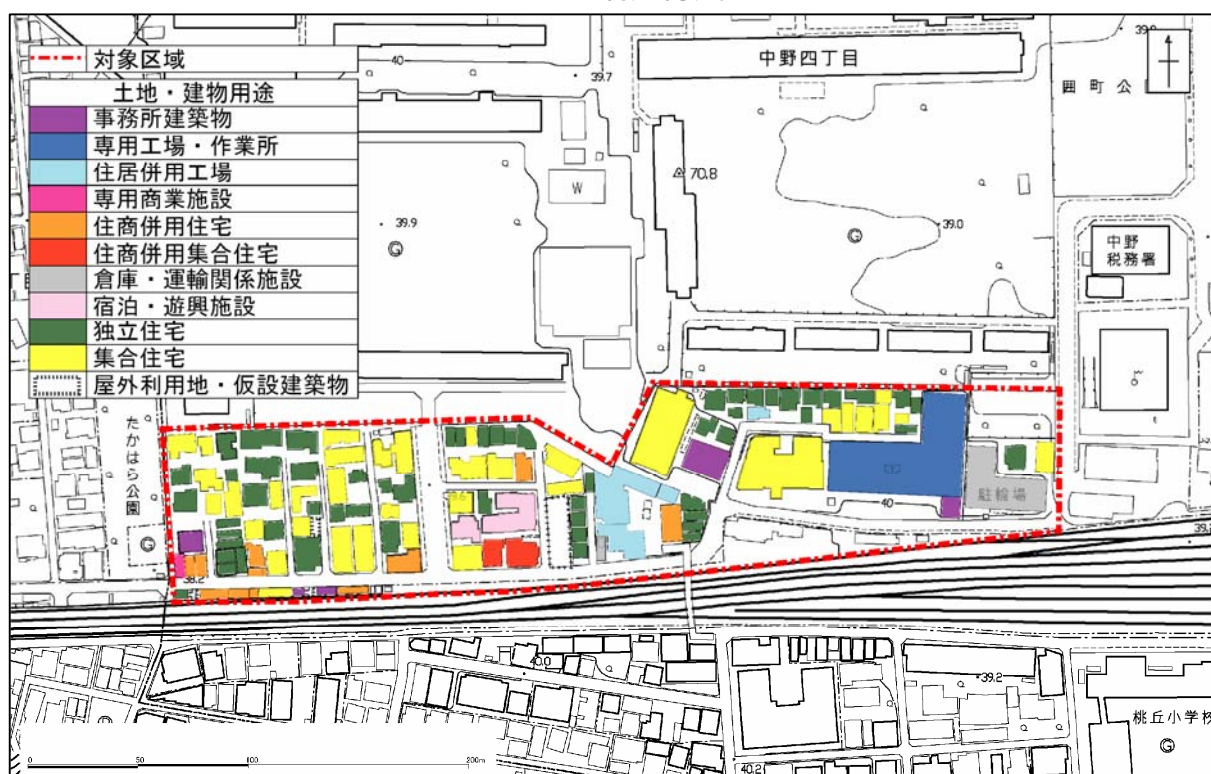 対象区域
土地・建物用途
事務所建築物
専用工場・作業所
住居併用工場
専用商業施設
住商併用住宅
住商併用集合住宅
倉庫・運輸関係施設
宿泊・遊興施設
独立住宅
集合住宅
屋外利用地・仮設建築物
40
39.7
中野四丁目
囲町公
W
70.8
39.9
39.0
中野
税務署
たかはら公園
駐輪場
40
38.2
39.2
40.2
桃丘小学校
0 50 100 200m